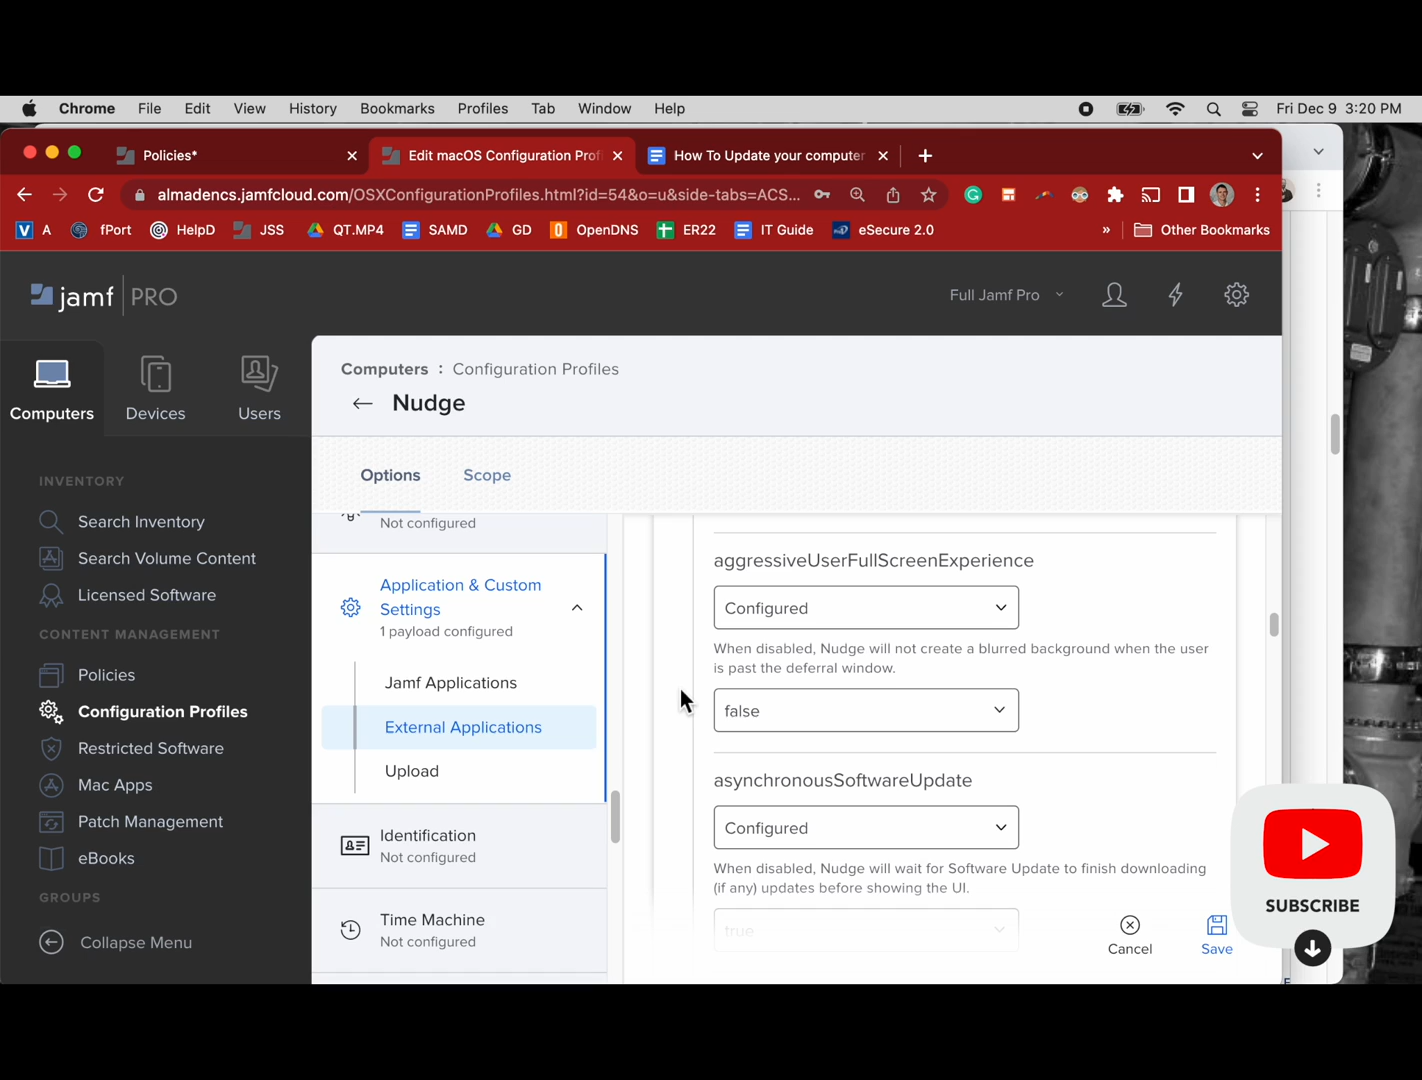 Chrome File Edit View History Bookmarks Profiles Tab Window Help Fri Dec 9 3:20 PM
Policies* Edit macOS Configuration Prof How To Update your computer
almadencs.jamfcloud.com/OSXConfigurationProfiles.html?id=54&o=u&side-tabs=ACS...
V A fPort HelpD JSS QT.MP4 SAMD GD OpenDNS ER22 IT Guide eSecure 2.0 » Other Bookmarks
jamf PRO
Full Jamf Pro
Computers Devices Users
Computers : Configuration Profiles
← Nudge
Options Scope
INVENTORY
Search Inventory
Search Volume Content
Licensed Software
CONTENT MANAGEMENT
Policies
Configuration Profiles
Restricted Software
Mac Apps
Patch Management
eBooks
GROUPS
Collapse Menu
Not configured
Application & Custom
Settings
1 payload configured
Jamf Applications
External Applications
Upload
Identification
Not configured
Time Machine
Not configured
aggressiveUserFullScreenExperience
Configured
When disabled, Nudge will not create a blurred background when the user
is past the deferral window.
false
asynchronousSoftwareUpdate
Configured
When disabled, Nudge will wait for Software Update to finish downloading
(if any) updates before showing the UI.
true
Cancel Save
SUBSCRIBE